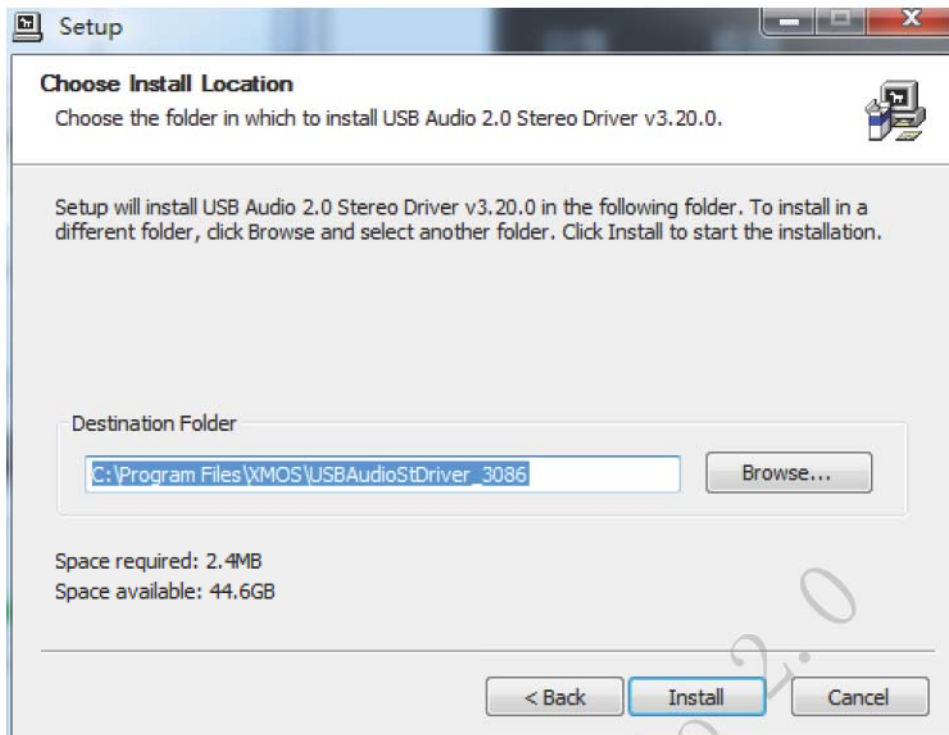 Setup
Choose Install Location
Choose the folder in which to install USB Audio 2.0 Stereo Driver v3.20.0.
Setup will install USB Audio 2.0 Stereo Driver v3.20.0 in the following folder. To install in a
different folder, click Browse and select another folder. Click Install to start the installation.
Destination Folder
C:\Program Files\XMOS\USBAudioStDriver_3086
Browse...
Space required: 2.4MB
Space available: 44.6GB
< Back
Install
Cancel
2.0